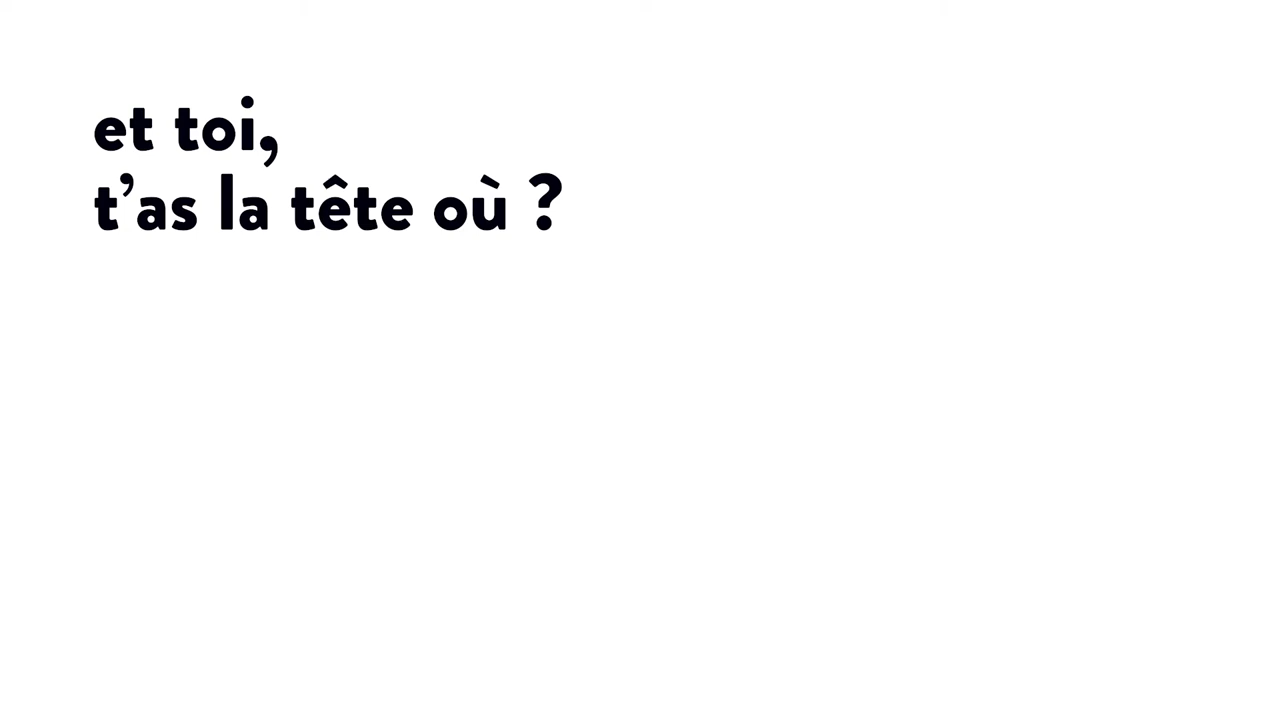 et toi,
t’as la tête où ?